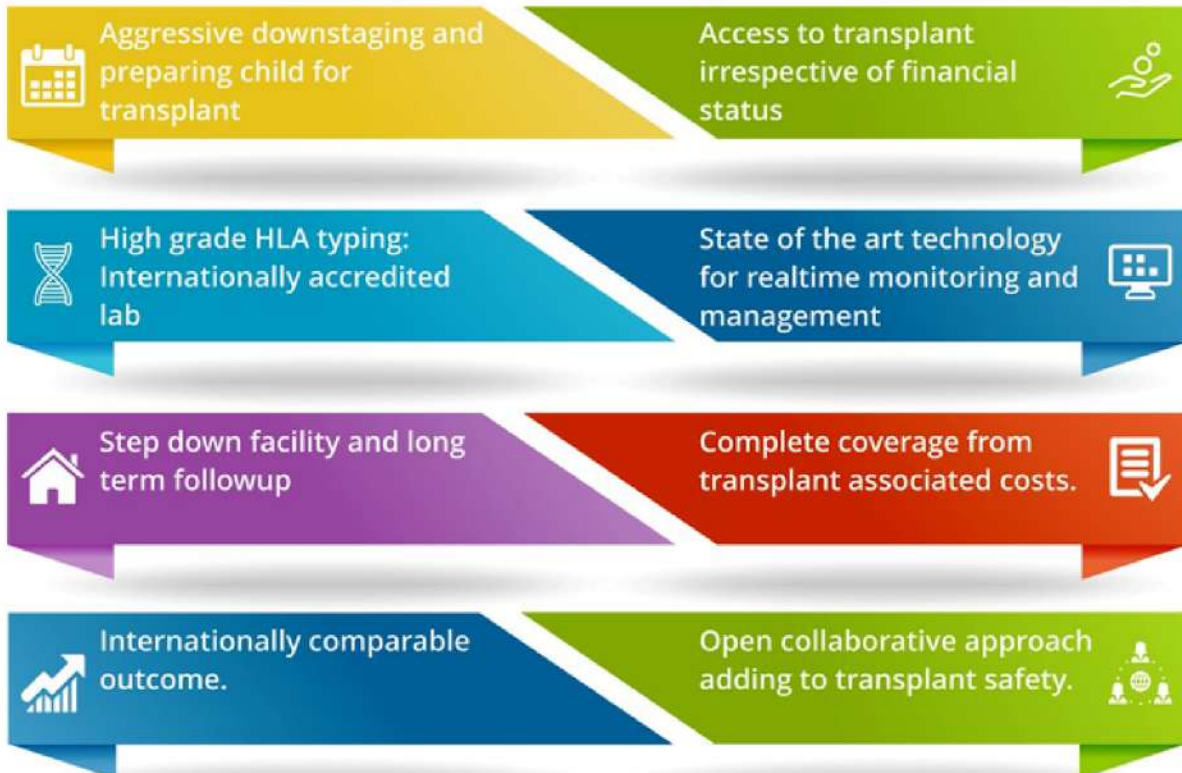 Aggressive downstaging and
preparing child for
transplant
Access to transplant
irrespective of financial
status
High grade HLA typing:
Internationally accredited
lab
State of the art technology
for realtime monitoring and
management
Step down facility and long
term followup
Complete coverage from
transplant associated costs.
Internationally comparable
outcome.
Open collaborative approach
adding to transplant safety.